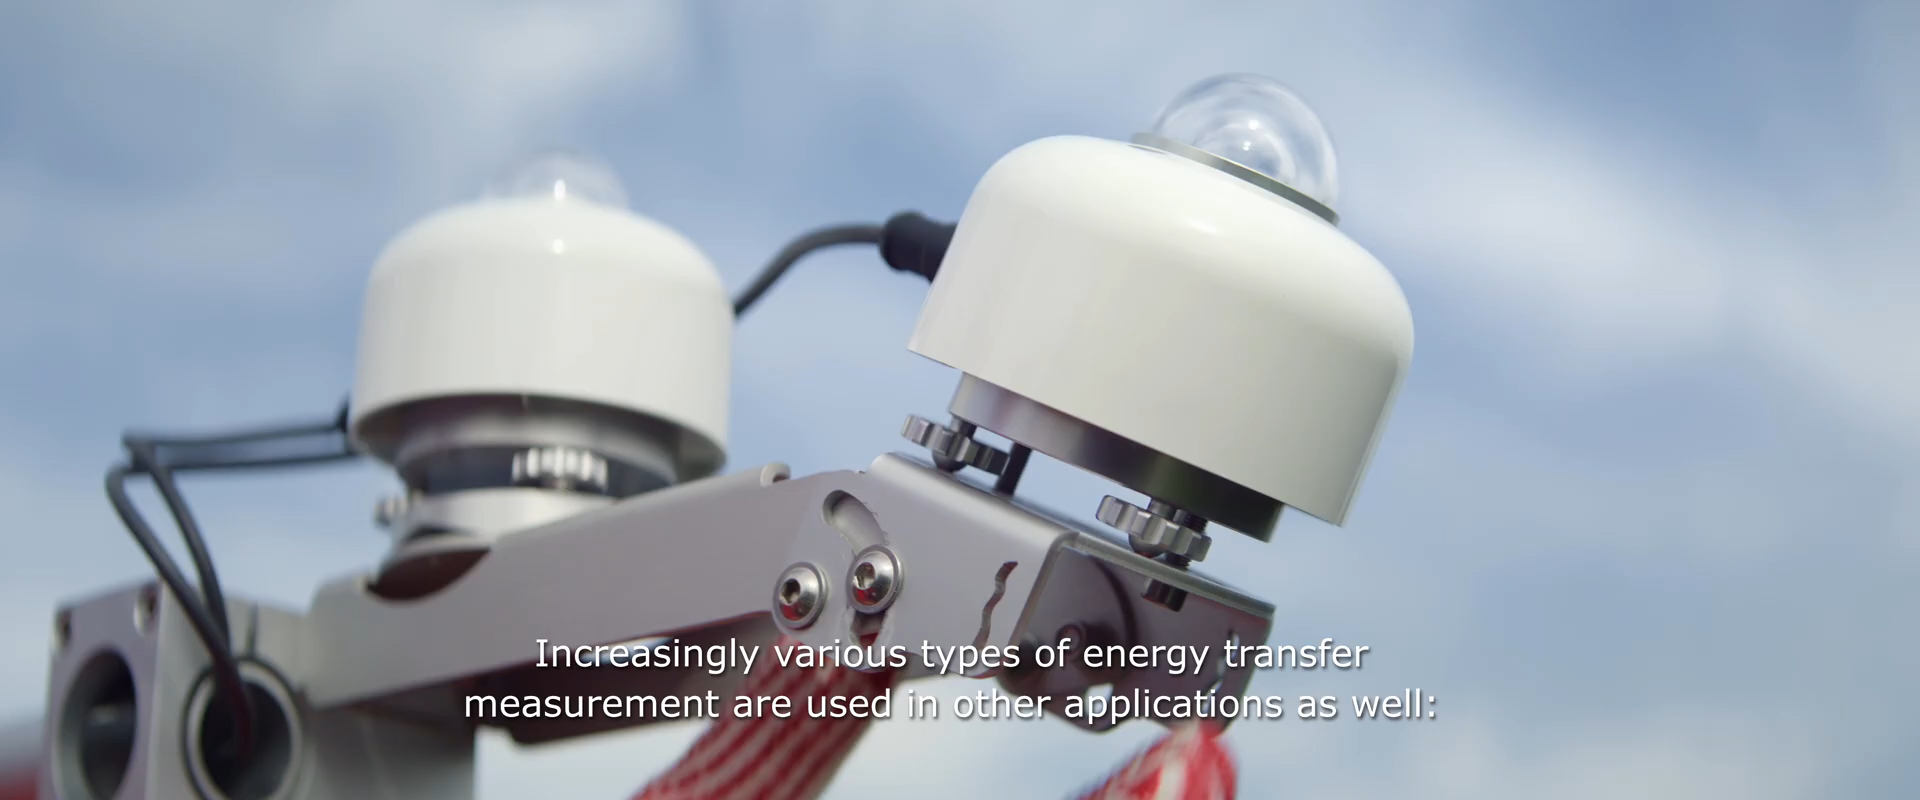 Increasingly various types of energy transfer
measurement are used in other applications as well: